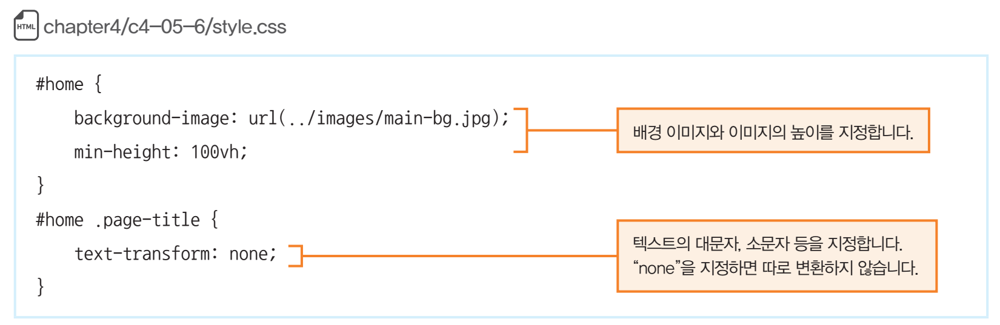 HTML
chapter4/c4-05-6/style.css
#home {
background-image: url(../images/main-bg.jpg);
배경 이미지와 이미지의 높이를 지정합니다.
min-height: 100vh;
}
#home .page-title {
text-transform: none;
텍스트의 대문자, 소문자 등을 지정합니다.
“none”을 지정하면 따로 변환하지 않습니다.
}